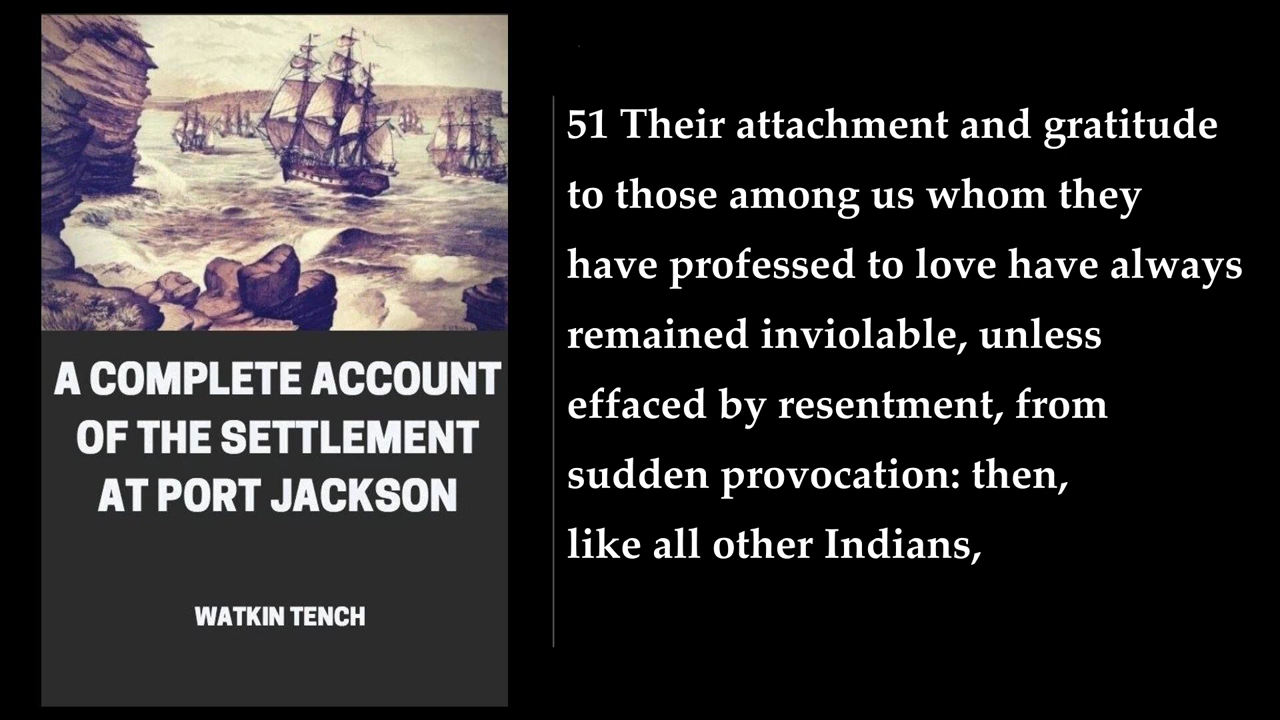 A COMPLETE ACCOUNT
OF THE SETTLEMENT
AT PORT JACKSON
WATKIN TENCH
51 Their attachment and gratitude
to those among us whom they
have professed to love have always
remained inviolable, unless
effaced by resentment, from
sudden provocation: then,
like all other Indians,